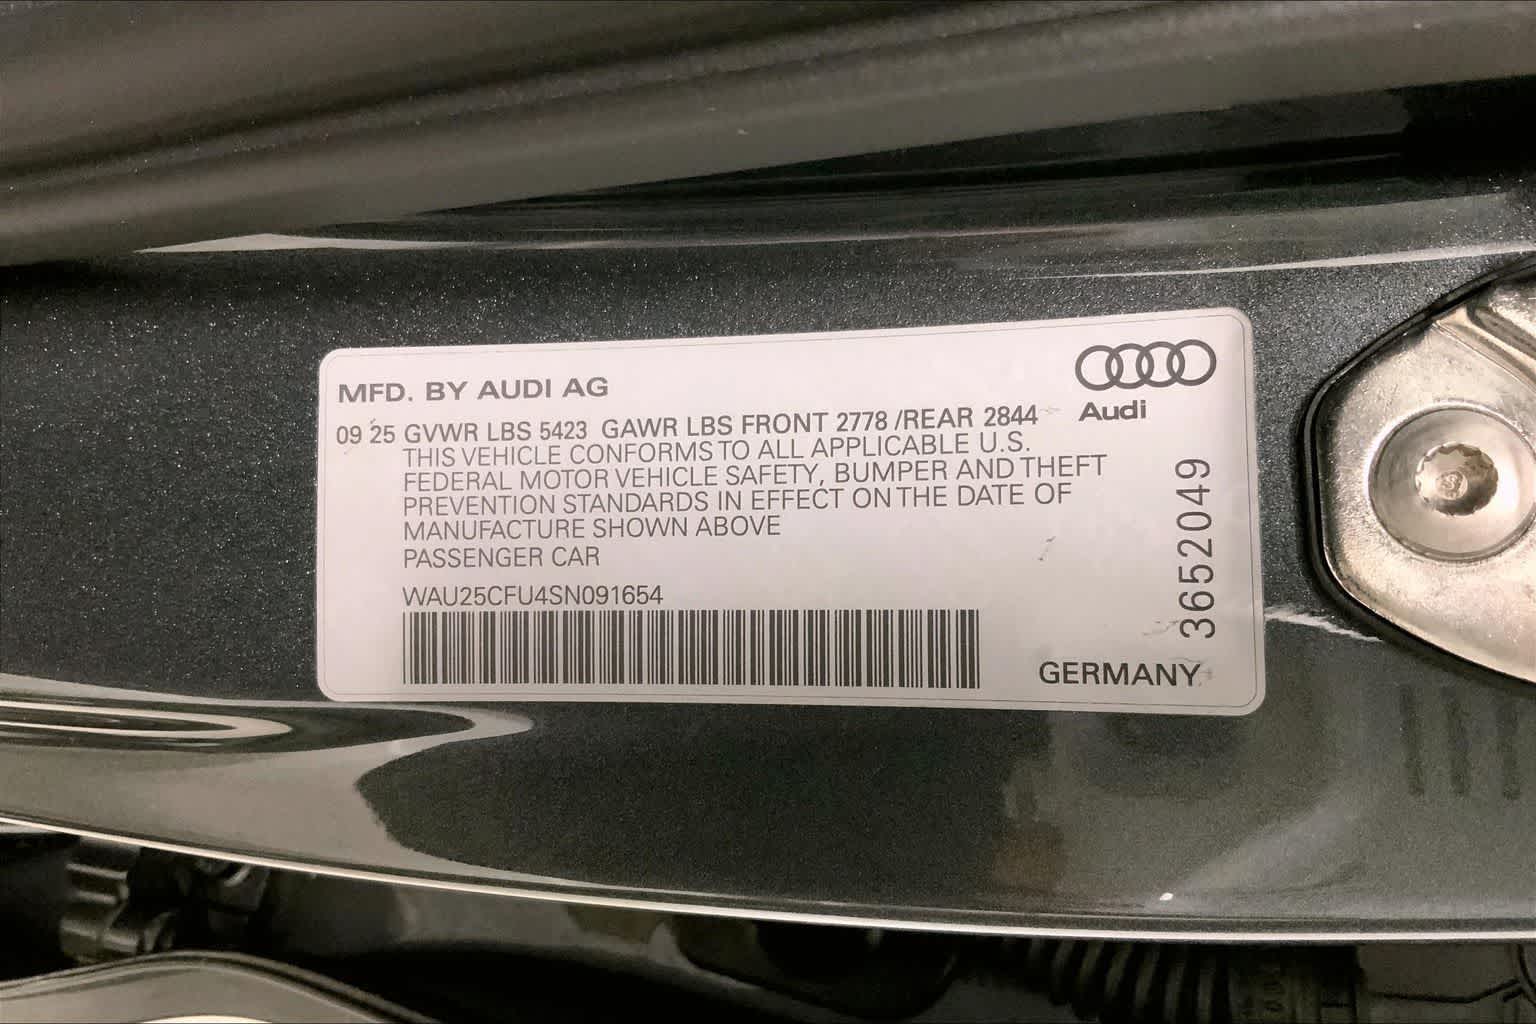 MFD. BY AUDI AG
Audi
09 25 GVWR LBS 5423 GAWR LBS FRONT 2778 /REAR 2844
THIS VEHICLE CONFORMS TO ALL APPLICABLE U.S.
FEDERAL MOTOR VEHICLE SAFETY, BUMPER AND THEFT
PREVENTION STANDARDS IN EFFECT ON THE DATE OF
MANUFACTURE SHOWN ABOVE
PASSENGER CAR
WAU25CFU4SN091654
3652049
GERMANY